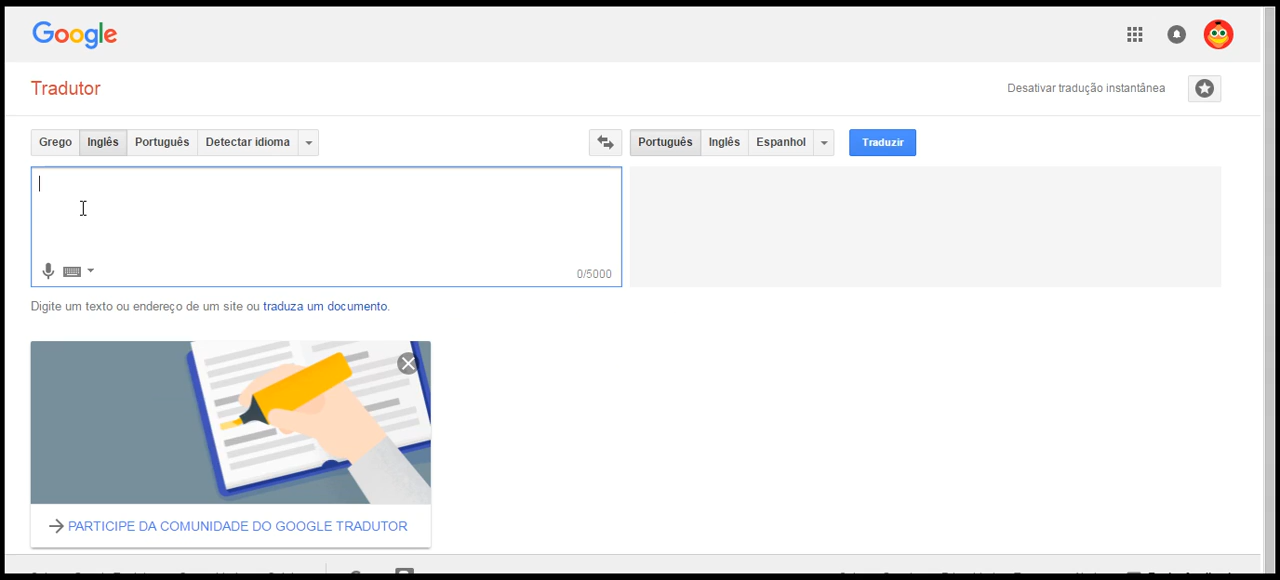 Google
Tradutor
Desativar tradução instantânea
Grego Inglês Português Detectar idioma
Português Inglês Espanhol Traduzir
0/5000
Digite um texto ou endereço de um site ou traduza um documento.
PARTICIPE DA COMUNIDADE DO GOOGLE TRADUTOR